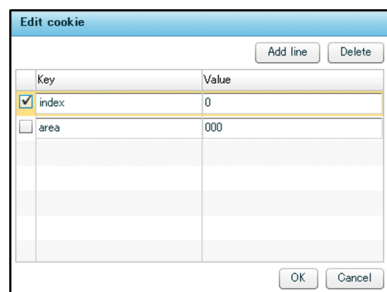 Edit cookie
Add line Delete
Key Value
index 0
area 000
OK Cancel